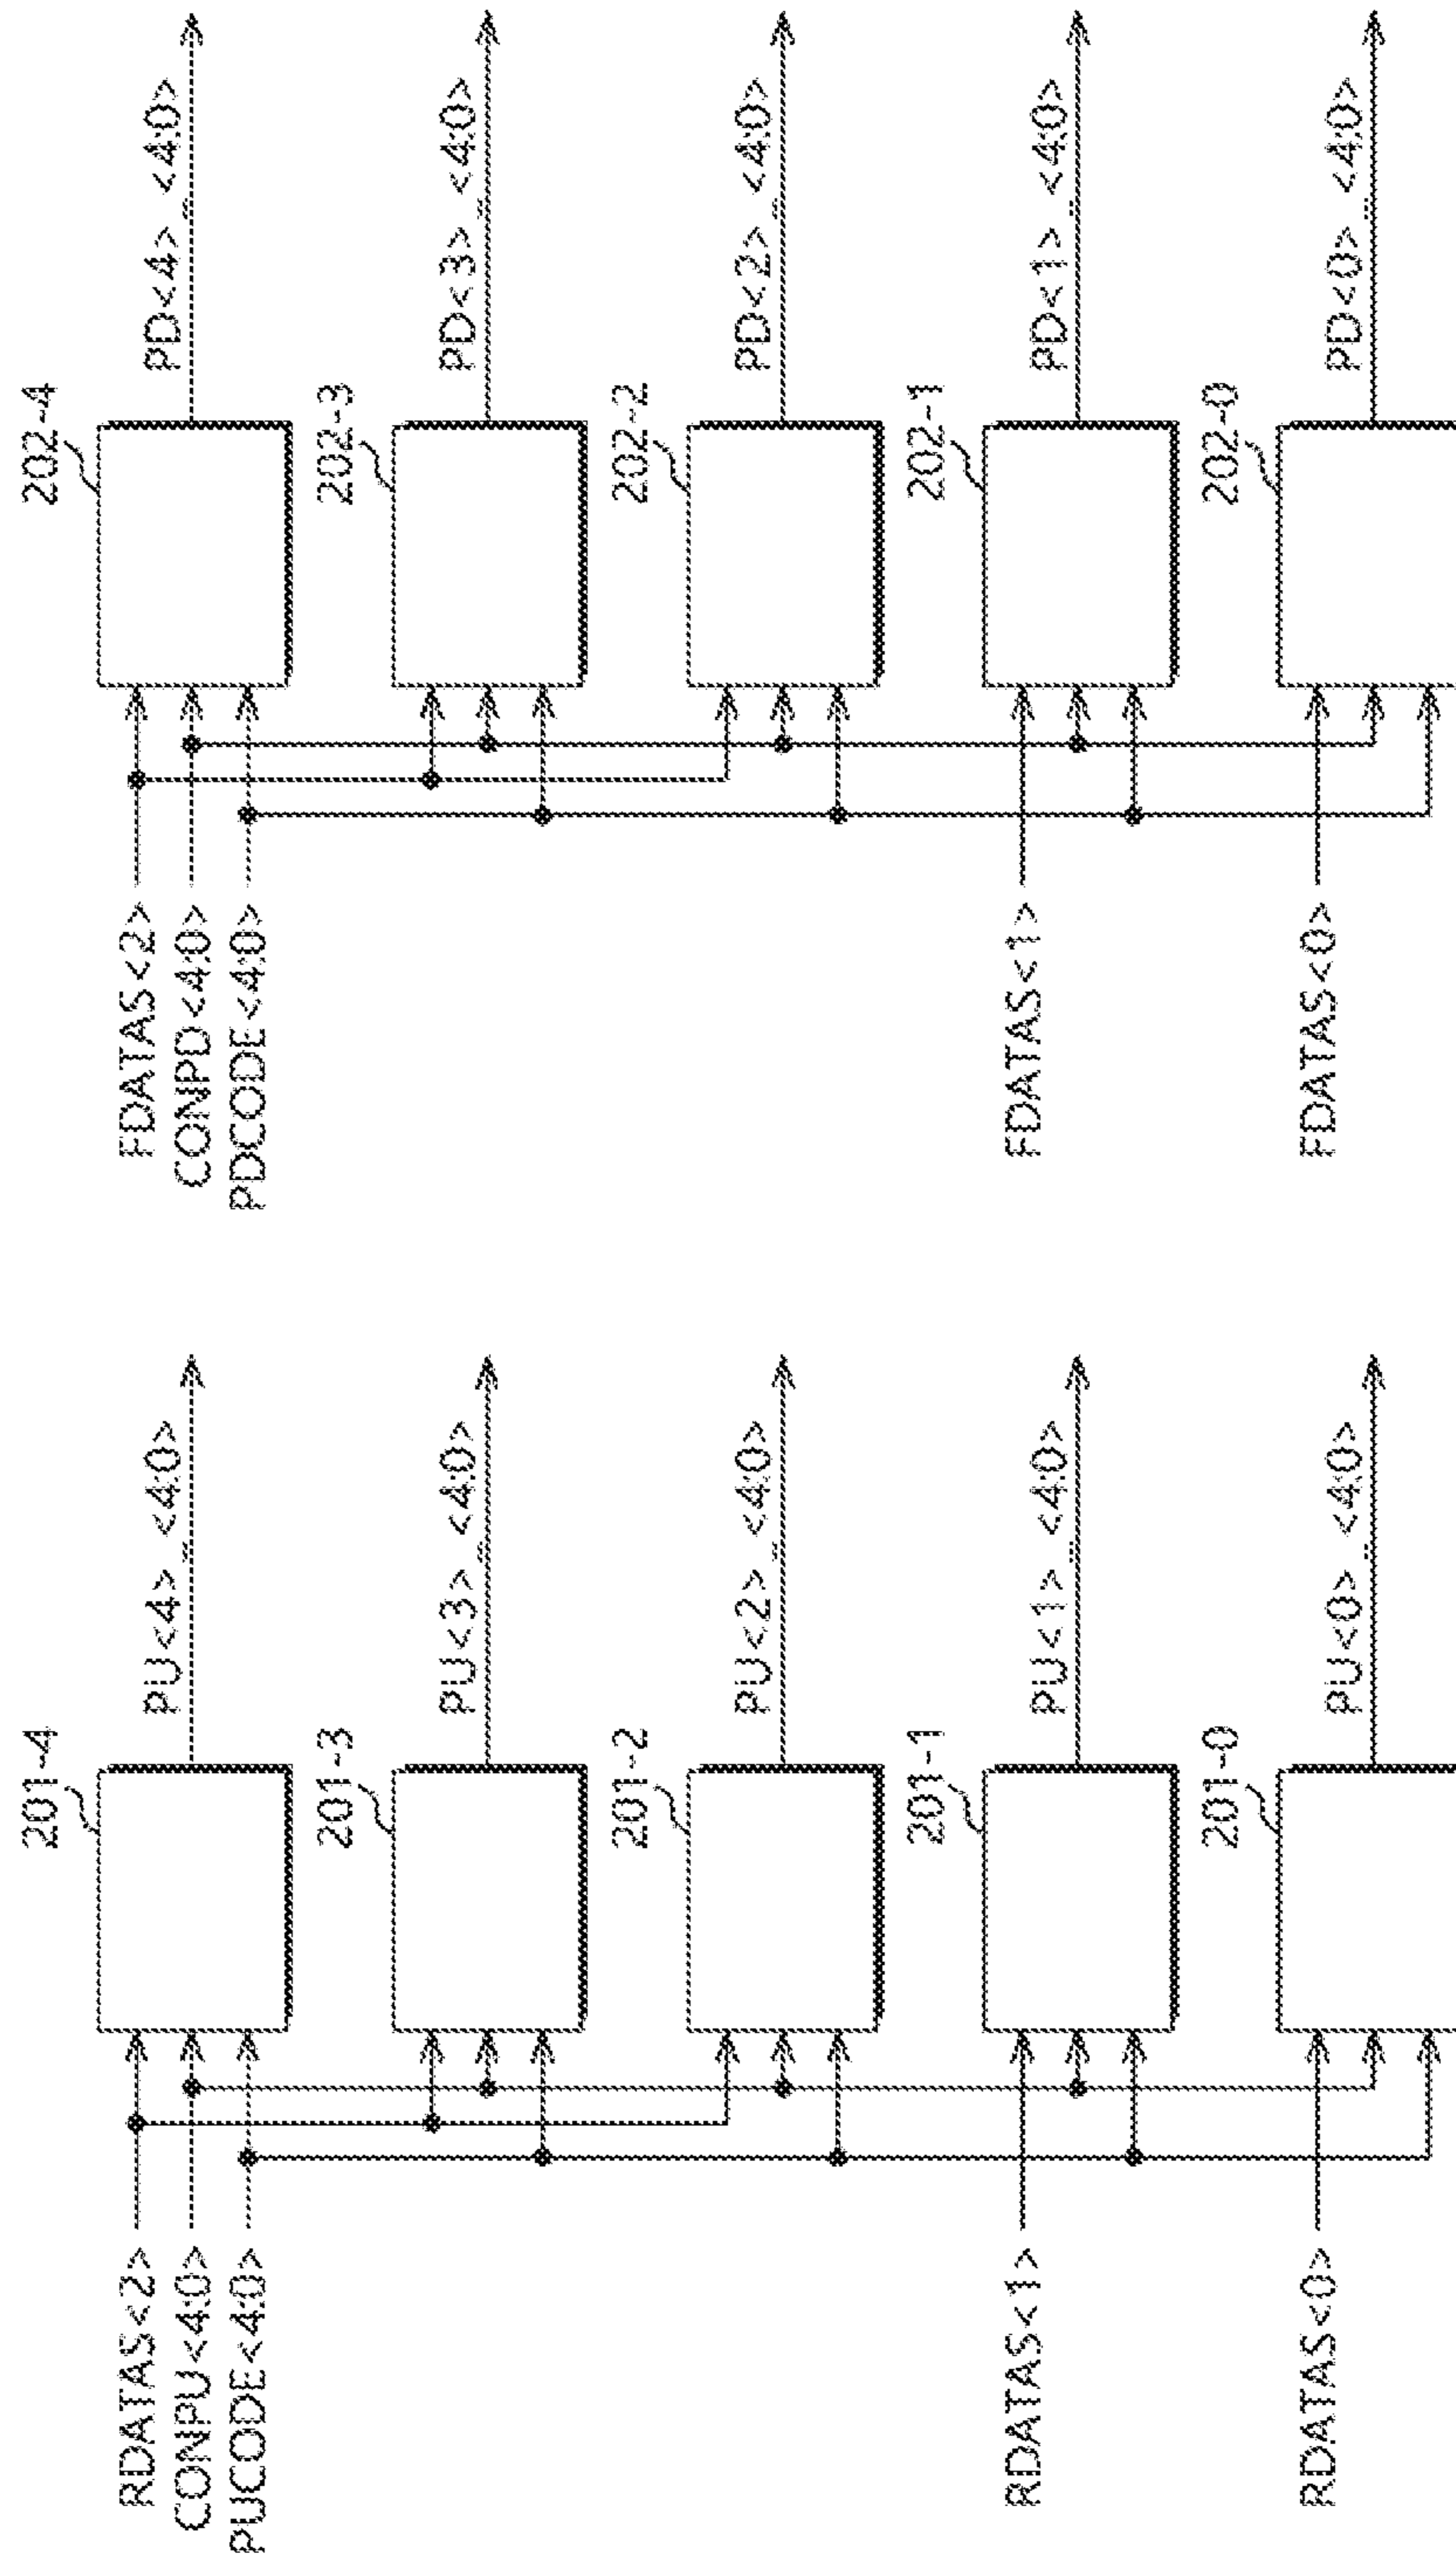 201-4
RDATAS<2>
CONPU<4:0>
PUCODE<4:0>
PU<4>_<4:0>
201-3
PU<3>_<4:0>
201-2
PU<2>_<4:0>
201-1
RDATAS<1>
PU<1>_<4:0>
201-0
RDATAS<0>
PU<0>_<4:0>
202-4
FDATAS<2>
CONPD<4:0>
PDCODE<4:0>
PD<4>_<4:0>
202-3
PD<3>_<4:0>
202-2
PD<2>_<4:0>
202-1
FDATAS<1>
PD<1>_<4:0>
202-0
FDATAS<0>
PD<0>_<4:0>